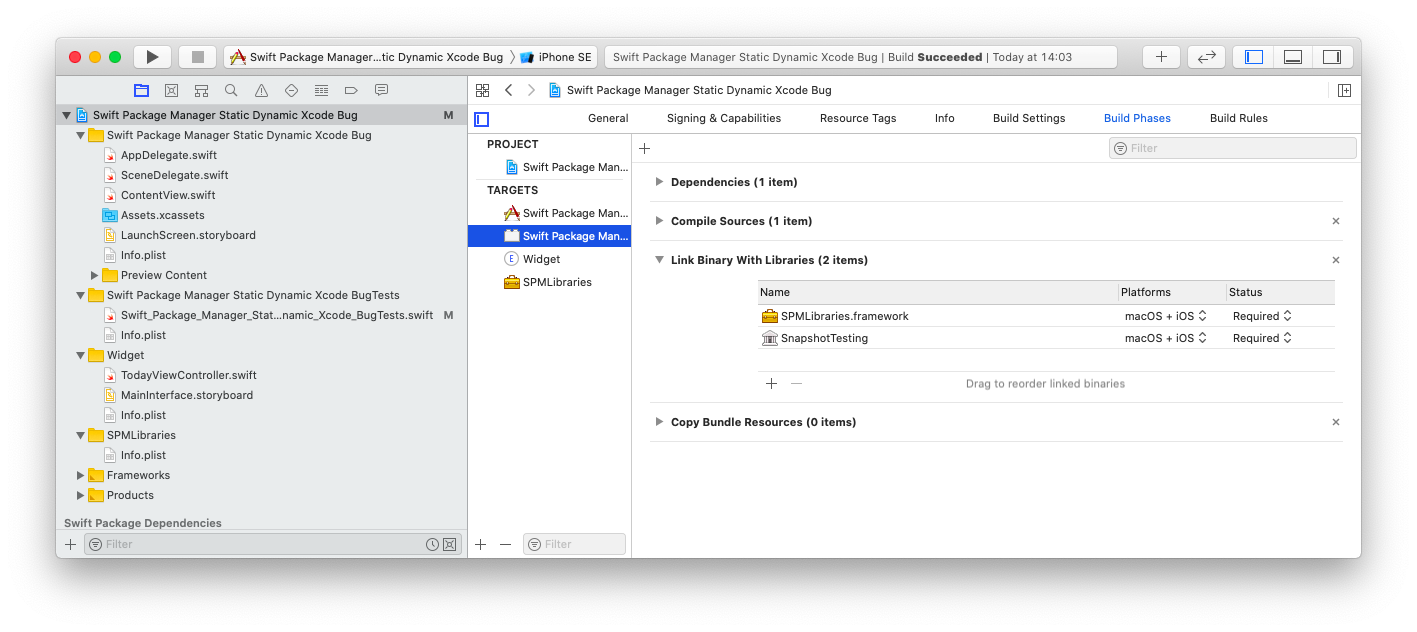 Swift Package Manager...tic Dynamic Xcode Bug iPhone SE
Swift Package Manager Static Dynamic Xcode Bug | Build Succeeded | Today at 14:03
Swift Package Manager Static Dynamic Xcode Bug M
Swift Package Manager Static Dynamic Xcode Bug
AppDelegate.swift
SceneDelegate.swift
ContentView.swift
Assets.xcassets
LaunchScreen.storyboard
Info.plist
Preview Content
Swift Package Manager Static Dynamic Xcode BugTests
Swift_Package_Manager_Stat...namic_Xcode_BugTests.swift M
Info.plist
Widget
TodayViewController.swift
MainInterface.storyboard
Info.plist
SPMLibraries
Info.plist
Frameworks
Products
Swift Package Dependencies
Filter
Swift Package Manager Static Dynamic Xcode Bug
General Signing & Capabilities Resource Tags Info Build Settings Build Phases Build Rules
PROJECT
Swift Package Man...
TARGETS
Swift Package Man...
Swift Package Man...
E Widget
SPMLibraries
Filter
Filter
Dependencies (1 item)
Compile Sources (1 item)
Link Binary With Libraries (2 items)
Name Platforms Status
SPMLibraries.framework macOS + iOS Required
SnapshotTesting macOS + iOS Required
Drag to reorder linked binaries
Copy Bundle Resources (0 items)